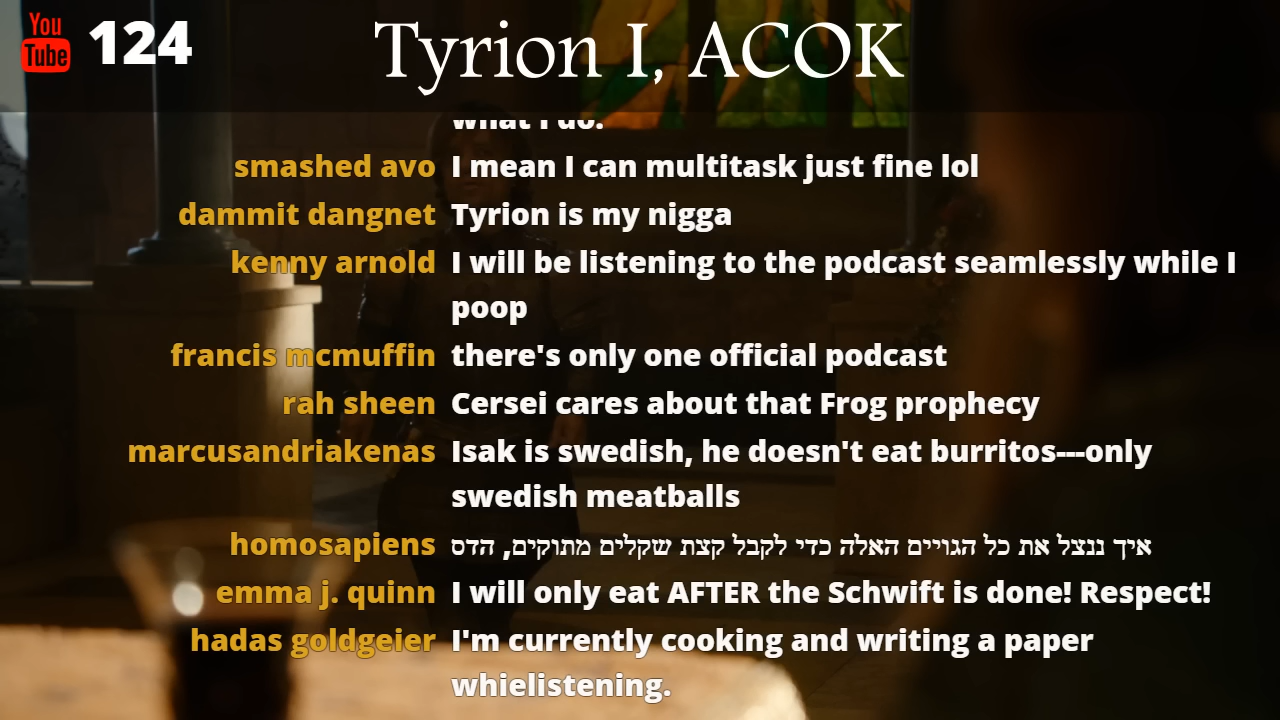 You
Tube
124
Tyrion I, ACOK
what I do.
smashed avo I mean I can multitask just fine lol
dammit dangnet Tyrion is my nigga
kenny arnold I will be listening to the podcast seamlessly while I
poop
francis mcmuffin there's only one official podcast
rah sheen Cersei cares about that Frog prophecy
marcusandriakenas Isak is swedish, he doesn't eat burritos---only
swedish meatballs
homosapiens איך ננצל את כל הגויים האלה כדי לקבל קצת שקלים מתוקים, הדס
emma j. quinn I will only eat AFTER the Schwift is done! Respect!
hadas goldgeier I'm currently cooking and writing a paper
whielistening.